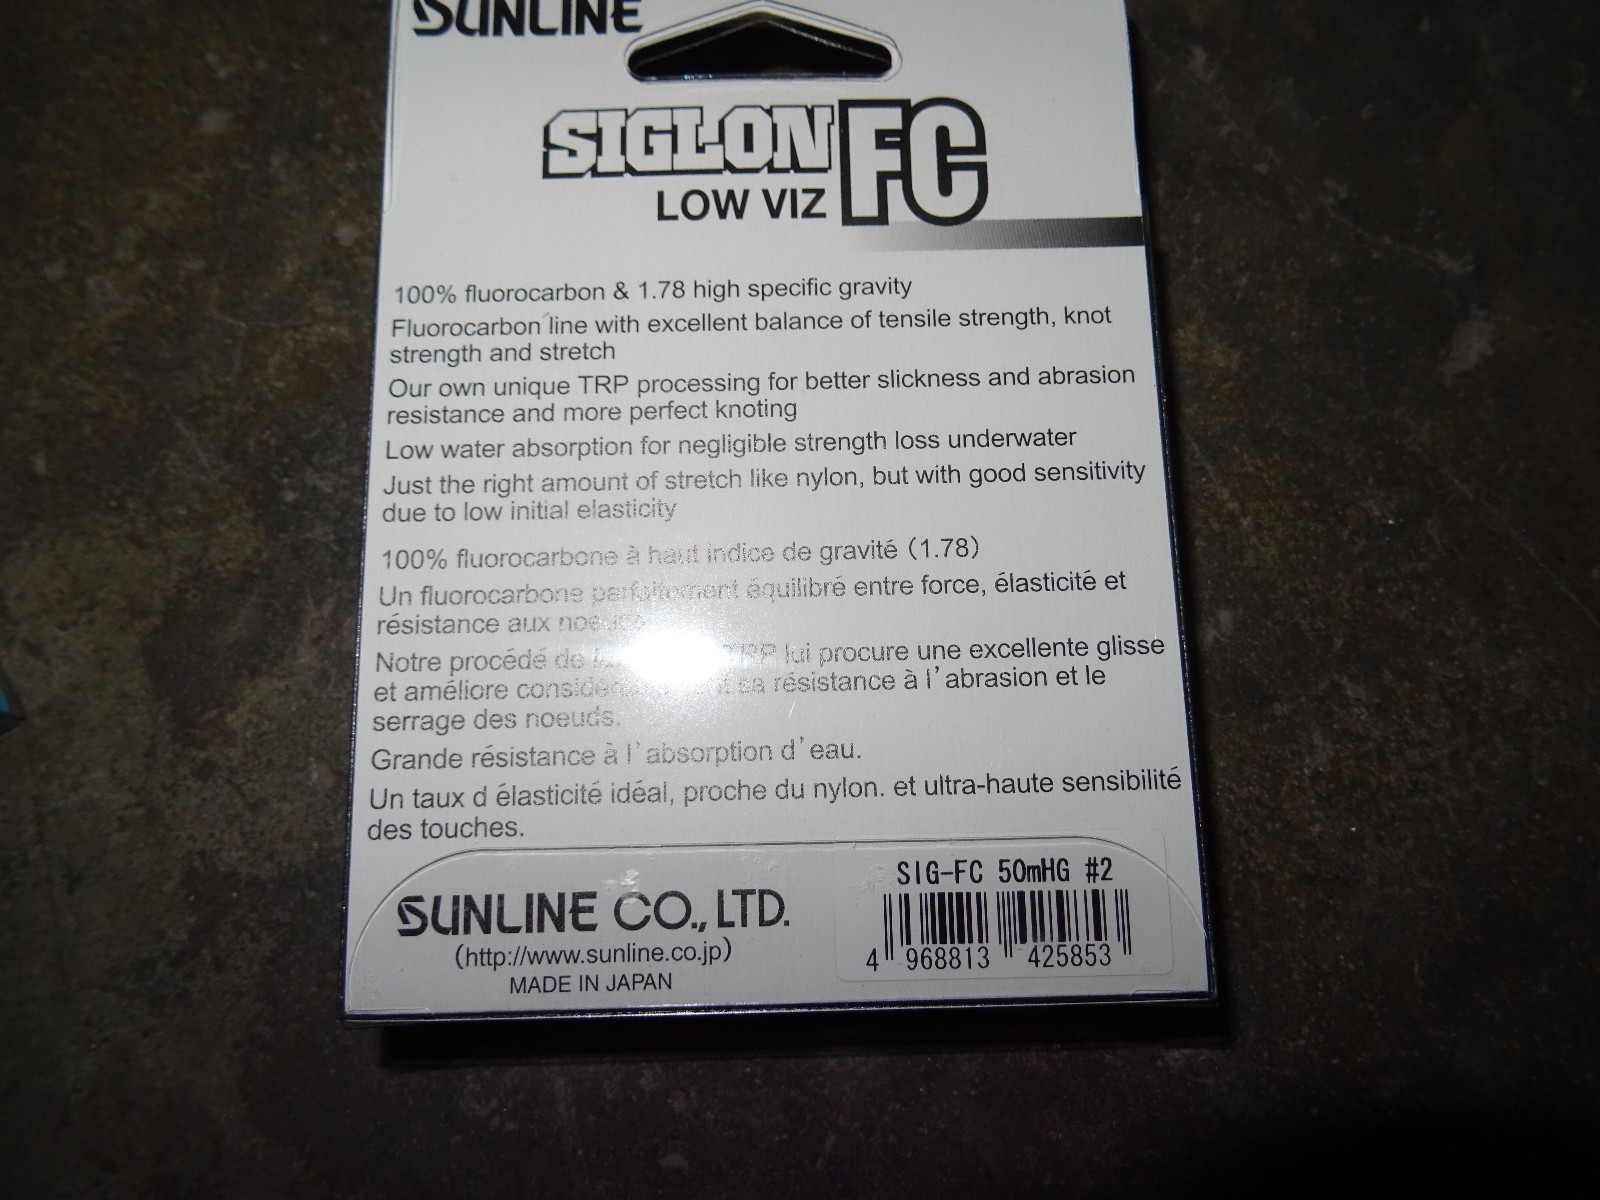 SUNLINE
SIGLON FC
LOW VIZ
100% fluorocarbon & 1.78 high specific gravity
Fluorocarbon line with excellent balance of tensile strength, knot
strength and stretch
Our own unique TRP processing for better slickness and abrasion
resistance and more perfect knoting
Low water absorption for negligible strength loss underwater
Just the right amount of stretch like nylon, but with good sensitivity
due to low initial elasticity
100% fluorocarbone à haut indice de gravité (1.78)
Un fluorocarbone parfaitement équilibré entre force, élasticité et
résistance aux noeuds
Notre procédé de TRP lui procure une excellente glisse
et améliore sa résistance à l'abrasion et le
serrage des noeuds.
Grande résistance à l'absorption d'eau.
Un taux d élasticité idéal, proche du nylon. et ultra-haute sensibilité
des touches.
SIG-FC 50mHG #2
4 968813 425853
SUNLINE CO., LTD.
(http://www.sunline.co.jp)
MADE IN JAPAN